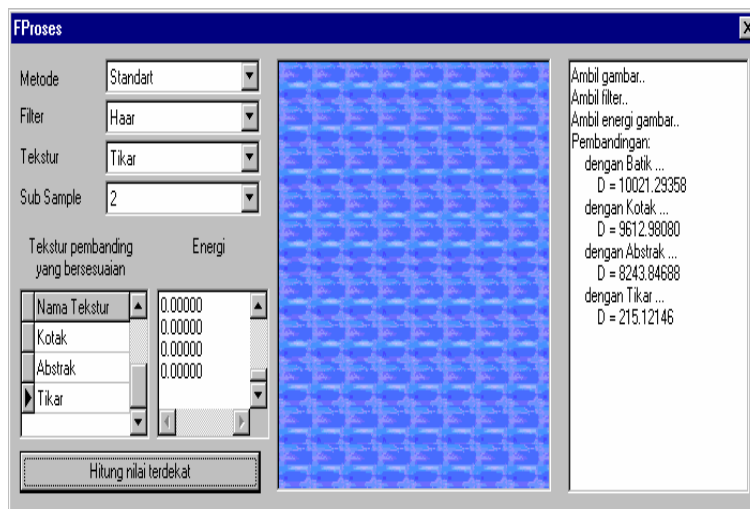 FProses
Metode
Standart
Filter
Haar
Tekstur
Tikar
Sub Sample
2
Tekstur pembanding
yang bersesuaian
Energi
Nama Tekstur
Kotak
Abstrak
Tikar
0.00000
0.00000
0.00000
0.00000
Hitung nilai terdekat
Ambil gambar..
Ambil filter..
Ambil energi gambar..
Pembandingan:
dengan Batik ...
D = 10021.29358
dengan Kotak ...
D = 9612.98080
dengan Abstrak ...
D = 8243.84688
dengan Tikar ...
D = 215.12146